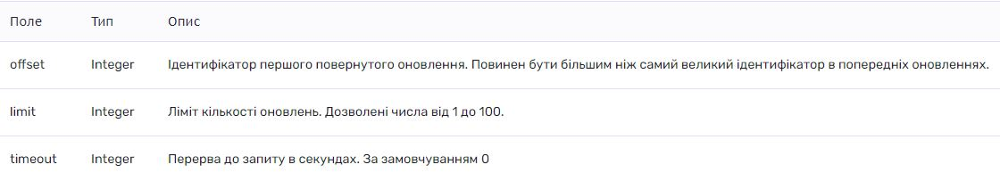 Поле Тип Опис
offset Integer Ідентифікатор першого повернутого оновлення. Повинен бути більшим ніж самий великий ідентифікатор в попередніх оновленнях.
limit Integer Ліміт кількості оновлень. Дозволені числа від 1 до 100.
timeout Integer Перерва до запиту в секундах. За замовчуванням 0